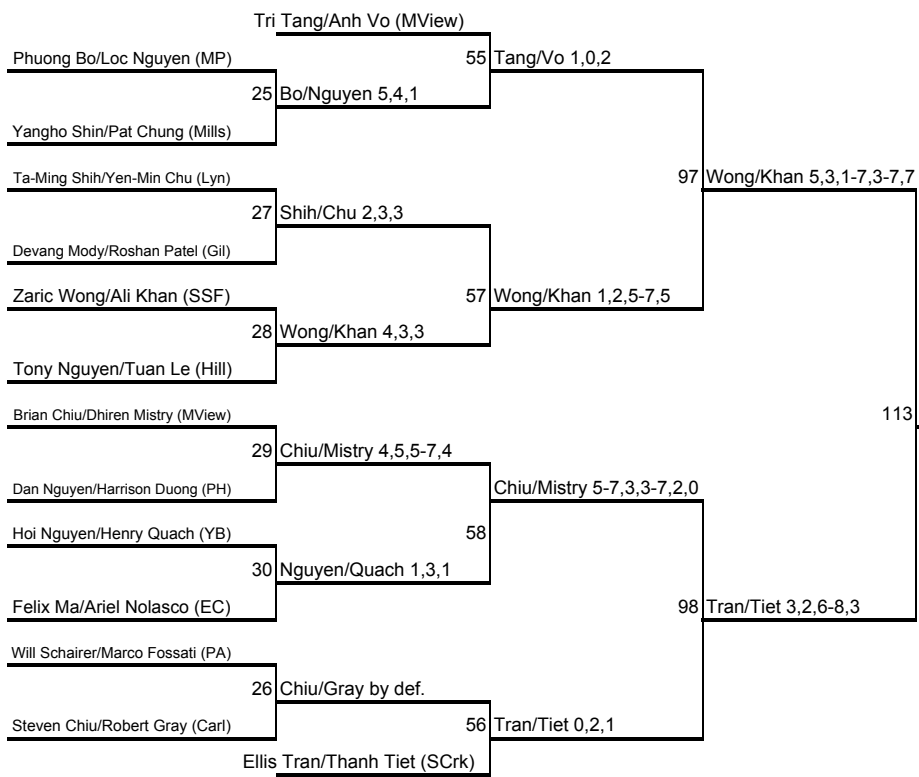 Tri Tang/Anh Vo (MView)
Phuong Bo/Loc Nguyen (MP)
55 Tang/Vo 1,0,2
25 Bo/Nguyen 5,4,1
Yangho Shin/Pat Chung (Mills)
Ta-Ming Shih/Yen-Min Chu (Lyn)
97 Wong/Khan 5,3,1-7,3-7,7
27 Shih/Chu 2,3,3
Devang Mody/Roshan Patel (Gil)
Zaric Wong/Ali Khan (SSF)
57 Wong/Khan 1,2,5-7,5
28 Wong/Khan 4,3,3
Tony Nguyen/Tuan Le (Hill)
Brian Chiu/Dhiren Mistry (MView)
113
29 Chiu/Mistry 4,5,5-7,4
Dan Nguyen/Harrison Duong (PH)
Chiu/Mistry 5-7,3,3-7,2,0
Hoi Nguyen/Henry Quach (YB)
58
30 Nguyen/Quach 1,3,1
Felix Ma/Ariel Nolasco (EC)
98 Tran/Tiet 3,2,6-8,3
Will Schairer/Marco Fossati (PA)
26 Chiu/Gray by def.
Steven Chiu/Robert Gray (Carl)
56 Tran/Tiet 0,2,1
Ellis Tran/Thanh Tiet (SCrk)